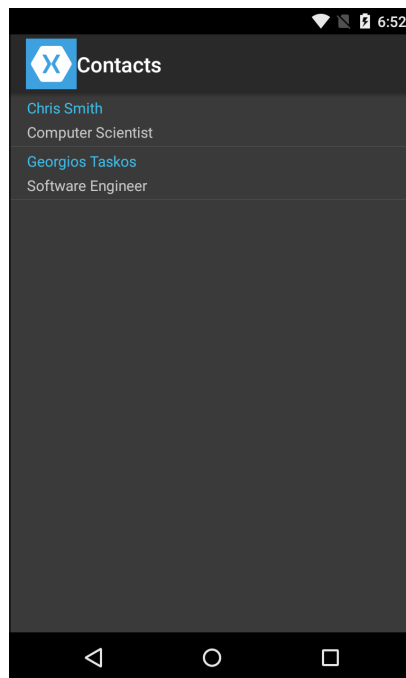 6:52
Contacts
Chris Smith
Computer Scientist
Georgios Taskos
Software Engineer